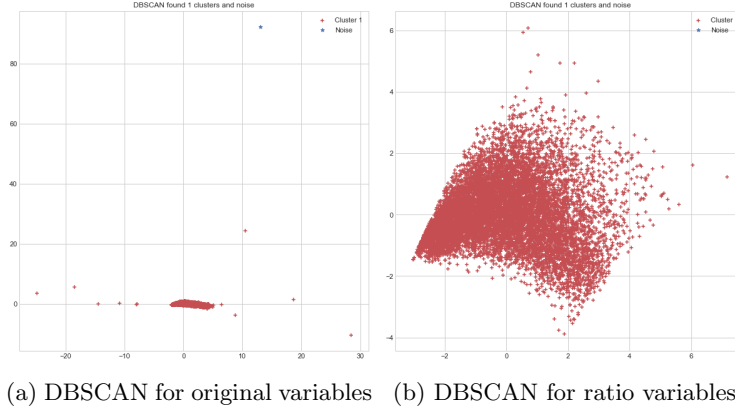 DBSCAN found 1 clusters and noise
Cluster 1
Noise
80
60
40
20
0
−20
−10
0
10
20
30
(a) DBSCAN for original variables
DBSCAN found 1 clusters and noise
Cluster
Noise
6
4
2
0
−2
−4
−2
0
2
4
6
(b) DBSCAN for ratio variables